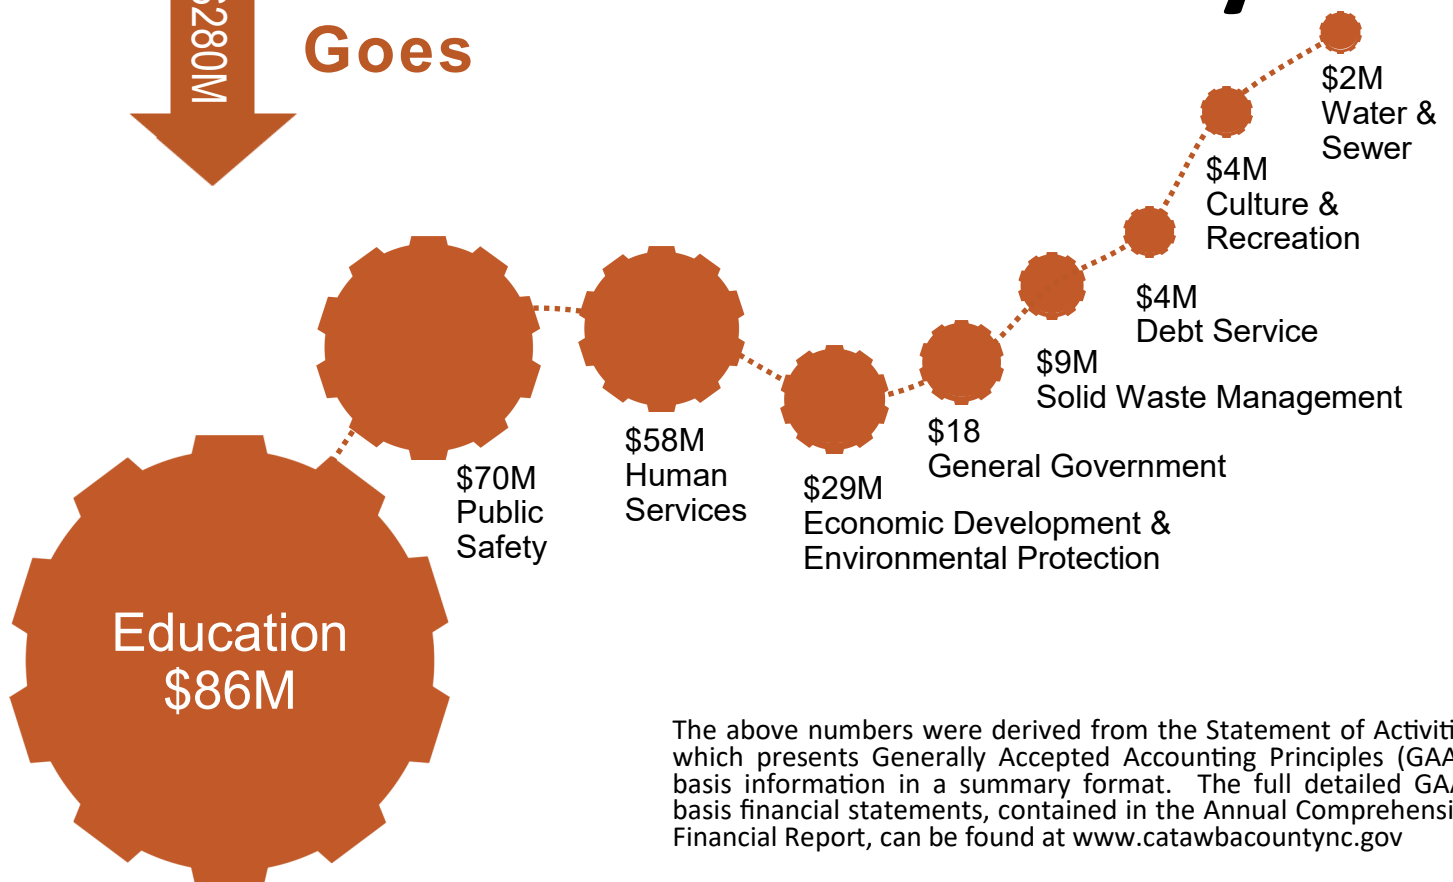 $280M
Goes
$2M
Water &
Sewer
$4M
Culture &
Recreation
$4M
Debt Service
$9M
Solid Waste Management
$18
General Government
$29M
Economic Development &
Environmental Protection
$58M
Human
Services
$70M
Public
Safety
Education
$86M
The above numbers were derived from the Statement of Activiti
which presents Generally Accepted Accounting Principles (GAA
basis information in a summary format. The full detailed GAA
basis financial statements, contained in the Annual Comprehensi
Financial Report, can be found at www.catawbacountync.gov